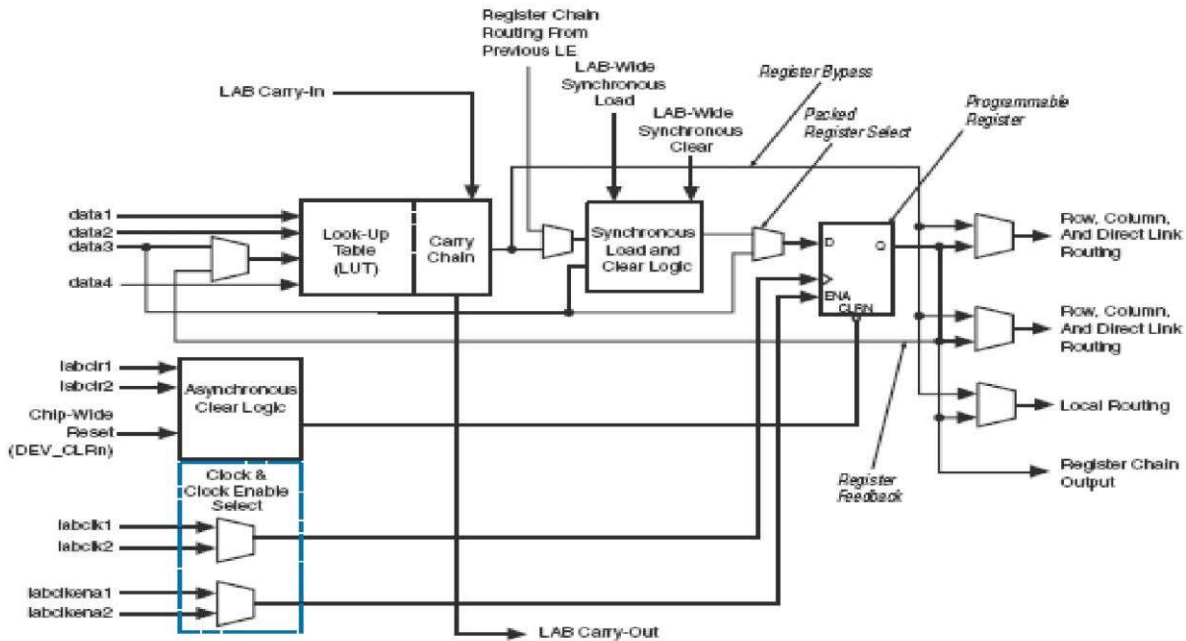 Register Chain
Routing From
Previous LE
LAB-Wide
Synchronous
Load
Register Bypass
Programmable
Register
LAB Carry-In
LAB-Wide
Synchronous
Clear
Packed
Register Select
data1
data2
data3
data4
Look-Up
Table
(LUT)
Carry
Chain
Synchronous
Load and
Clear Logic
D
Q
ENA
CLRN
Row, Column,
And Direct Link
Routing
Row, Column,
And Direct Link
Routing
Local Routing
Register Chain
Output
Register
Feedback
labclr1
labclr2
Chip-Wide
Reset
(DEV_CLRn)
Asynchronous
Clear Logic
Clock &
Clock Enable
Select
labclk1
labclk2
labclkena1
labclkena2
LAB Carry-Out